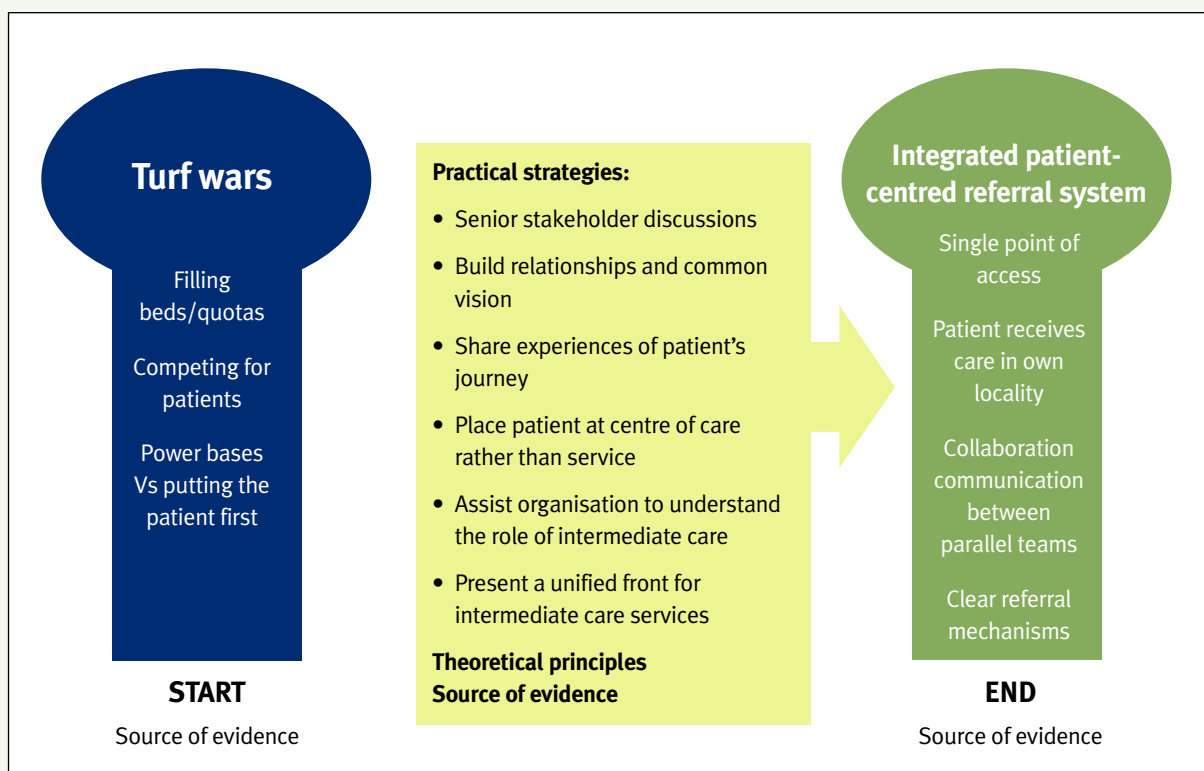 Turf wars
Filling
beds/quotas
Competing for
patients
Power bases
Vs putting the
patient first
START
Source of evidence
Practical strategies:
• Senior stakeholder discussions
• Build relationships and common
vision
• Share experiences of patient's
journey
• Place patient at centre of care
rather than service
• Assist organisation to understand
the role of intermediate care
• Present a unified front for
intermediate care services
Theoretical principles
Source of evidence
Integrated patient-
centred referral system
Single point of
access
Patient receives
care in own
locality
Collaboration
communication
between
parallel teams
Clear referral
mechanisms
END
Source of evidence